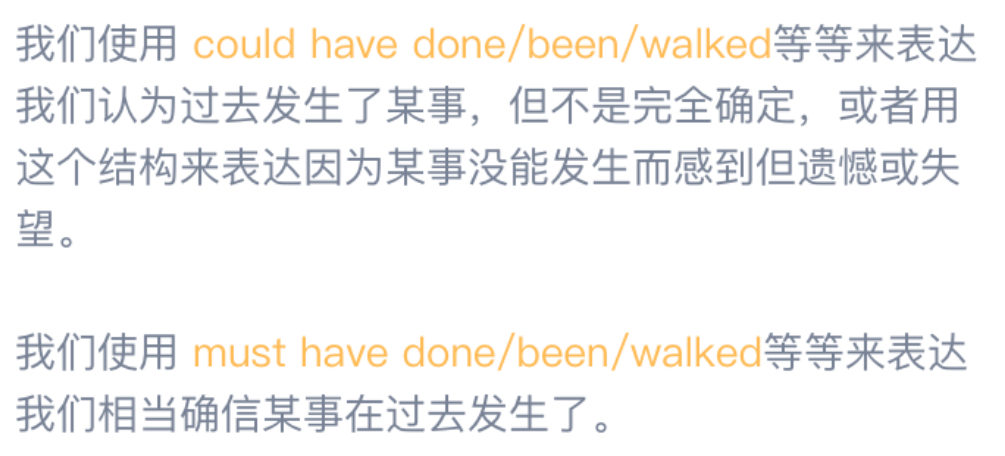 我们使用 could have done/been/walked等等来表达
我们认为过去发生了某事，但不是完全确定，或者用
这个结构来表达因为某事没能发生而感到但遗憾或失
望。
我们使用 must have done/been/walked等等来表达
我们相当确信某事在过去发生了。